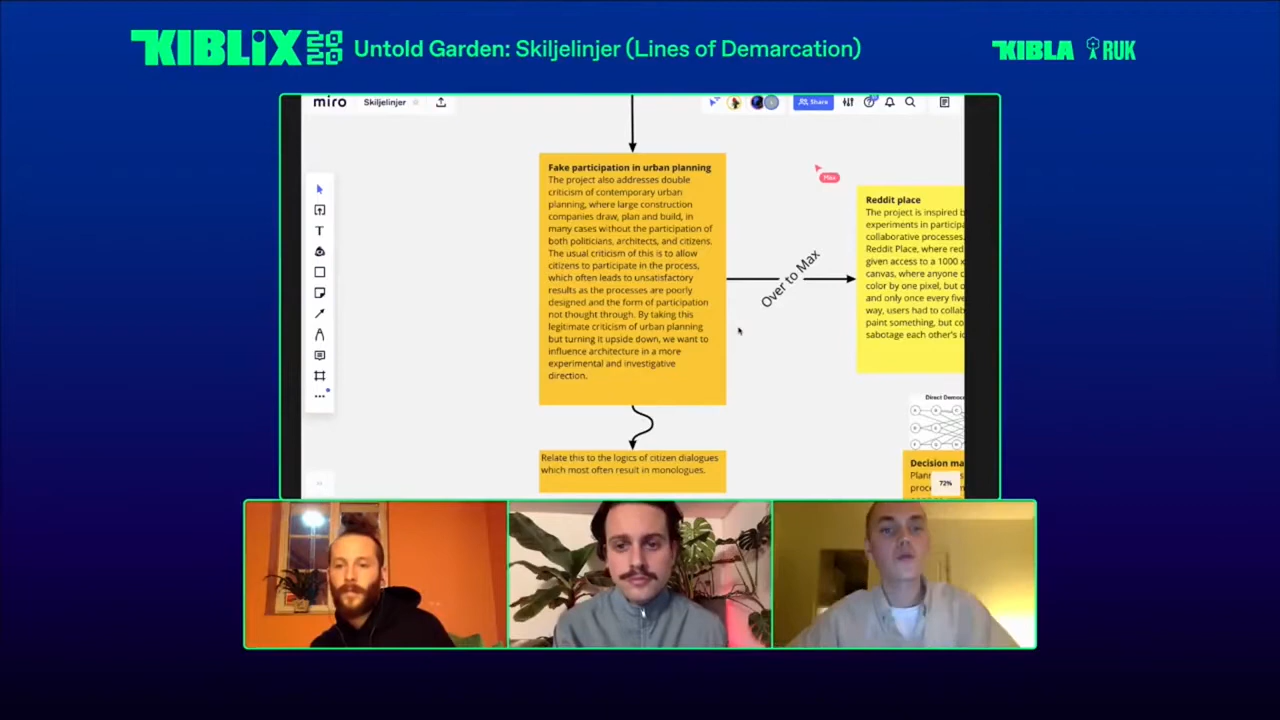 KIBLIX 2020
Untold Garden: Skiljelinjer (Lines of Demarcation)
KIBLA RUK
miro
Skiljelinjer
Share
Fake participation in urban planning
The project also addresses double
criticism of contemporary urban
planning, where large construction
companies draw, plan and build, in
many cases without the participation of
both politicians, architects, and citizens.
The usual criticism of this is to allow
citizens to participate in the process,
which often leads to unsatisfactory
results as the processes are poorly
designed and the form of participation
not thought through. By taking this
legitimate criticism of urban planning
but turning it upside down, we want to
influence architecture in a more
experimental and investigative
direction.
Max
Over to Max
Reddit place
The project is inspired b
experiments in particip
collaborative processes.
Reddit Place, where red
given access to a 1000 x
canvas, where anyone c
color by one pixel, but o
and only once every five
way, users had to collab
paint something, but co
sabotage each other's i
Relate this to the logics of citizen dialogues
which most often result in monologues.
Direct Democ
Decision ma
Plann
proc
72%